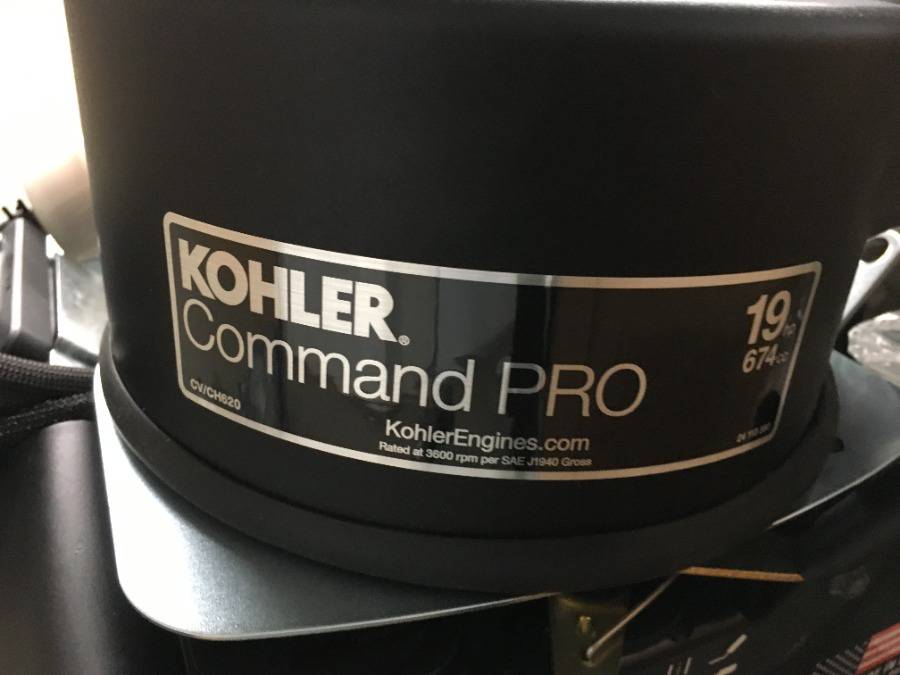 KOHLER®
Command PRO
19 hp
674 cc
CV/CH620
KohlerEngines.com
Rated at 3600 rpm per SAE J1940 Gross